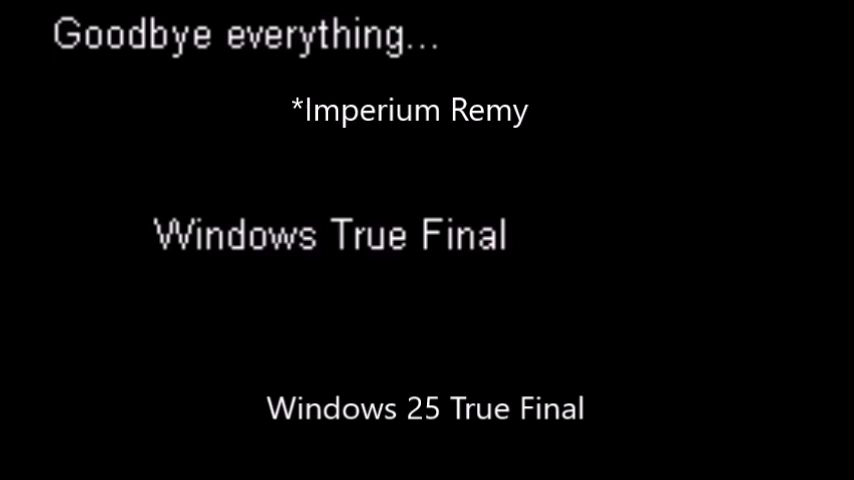 Goodbye everything...
*Imperium Remy
Windows True Final
Windows 25 True Final